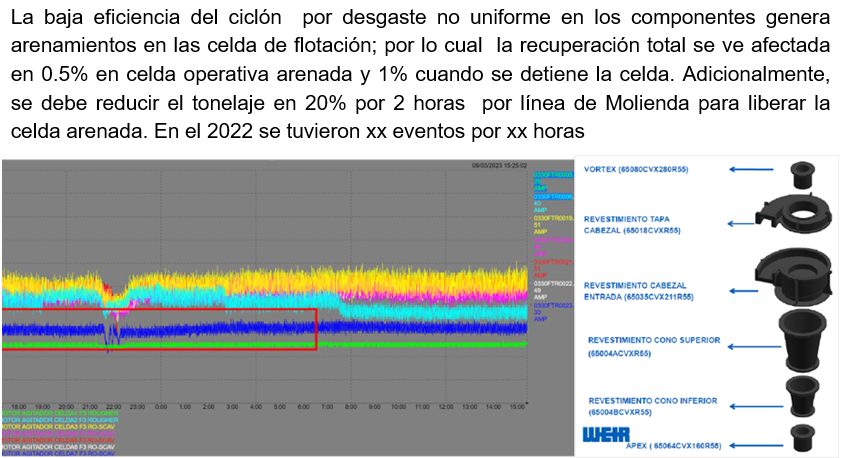 La baja eficiencia del ciclón por desgaste no uniforme en los componentes genera
arenamientos en las celda de flotación; por lo cual la recuperación total se ve afectada
en 0.5% en celda operativa arenada y 1% cuando se detiene la celda. Adicionalmente,
se debe reducir el tonelaje en 20% por 2 horas por línea de Molienda para liberar la
celda arenada. En el 2022 se tuvieron xx eventos por xx horas
09/03/2023 15:25:02
0330FTR0019.
51
AMP
51
AMP
0330FTR0022.
49
AMP
0330FTR0023.
33
AMP
18:00 19:00 20:00 21:00 22:00 23:00 0:00 1:00 2:00 3:00 4:00 5:00 6:00 7:00 8:00 9:00 10:00 11:00 12:00 13:00 14:00 15:00
MOTOR AGITADOR CELDA1 F3 ROUGHER
MOTOR AGITADOR CELDA2 F3 ROUGHER
MOTOR AGITADOR CELDA3 F3 RO-SCAV
MOTOR AGITADOR CELDA5 F3 RO-SCAV
MOTOR AGITADOR CELDA6 F3 RO-SCAV
MOTOR AGITADOR CELDA7 F3 RO-SCAV
VORTEX (65080CVX280R55)
REVESTIMIENTO TAPA
CABEZAL (65018CVXR55)
REVESTIMIENTO CABEZAL
ENTRADA (65035CVX211R55)
REVESTIMIENTO CONO SUPERIOR
(65004ACVXR55)
REVESTIMIENTO CONO INFERIOR
(65004BCVXR55)
WEIR
APEX ( 65064CVX160R55)